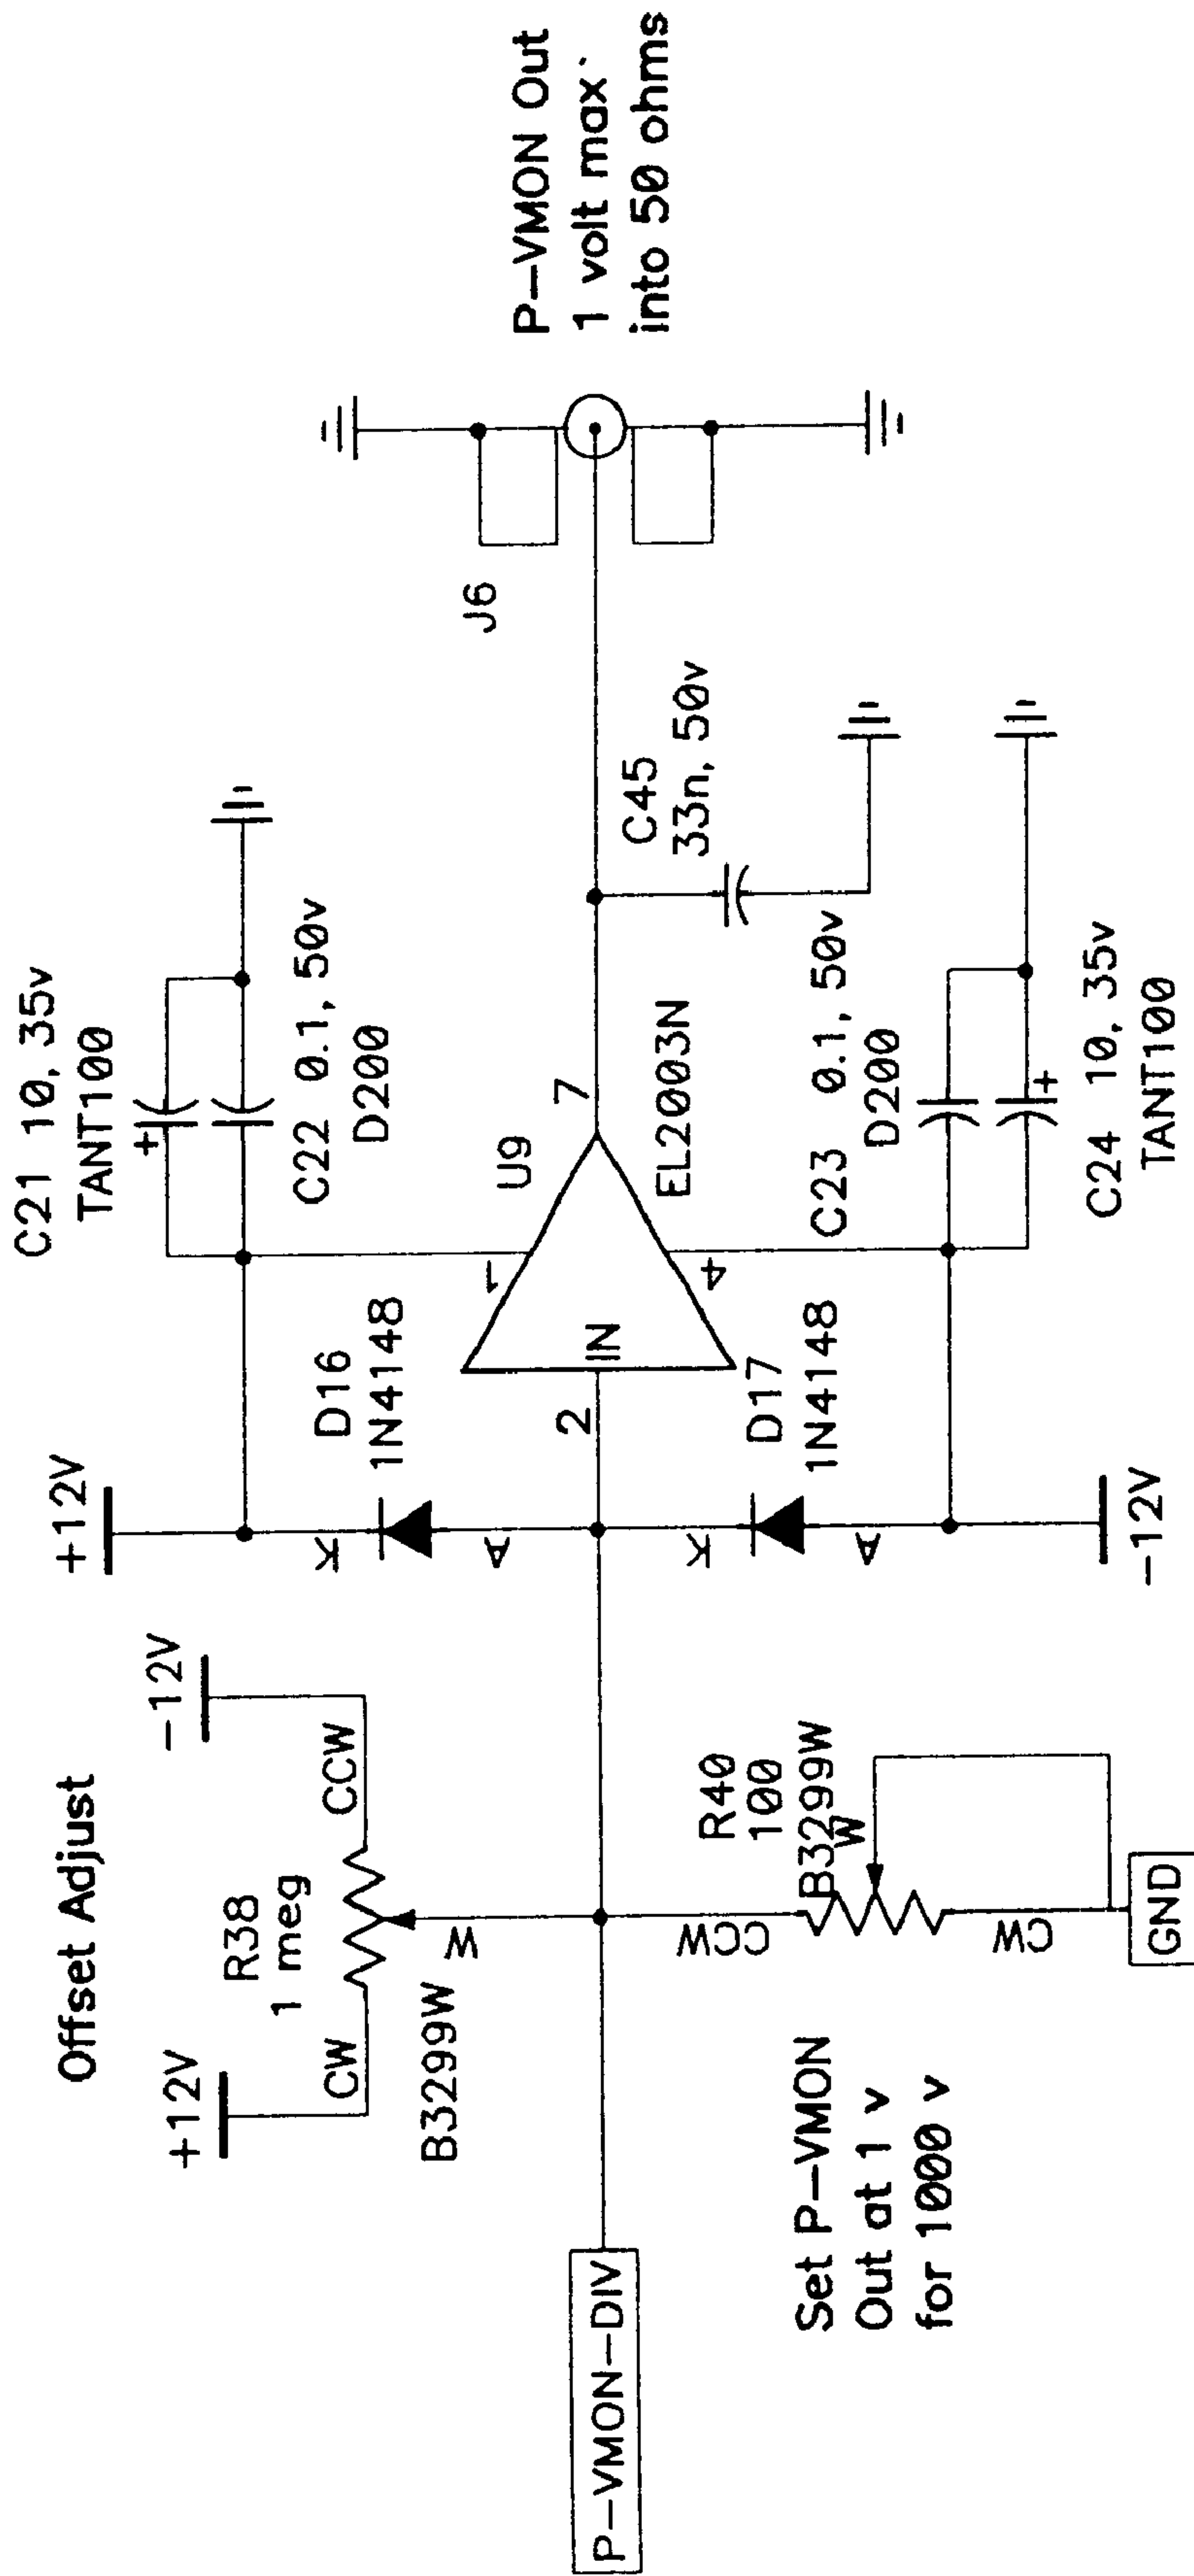 Offset Adjust
+12V
CW
R38
1 meg
CCW
-12V
B3299W
W
P-VMON-DIV
Set P-VMON
Out at 1 v
for 1000 v
CCW
R40
100
B3299W
W
CW
GND
+12V
K
D16
1N4148
A
K
D17
1N4148
A
-12V
C21 10, 35v
TANT100
+
C22 0.1, 50v
D200
1
U9
2
IN
7
EL2003N
4
C23 0.1, 50v
D200
+
C24 10, 35v
TANT100
C45
33n, 50v
J6
P-VMON Out
1 volt max
into 50 ohms